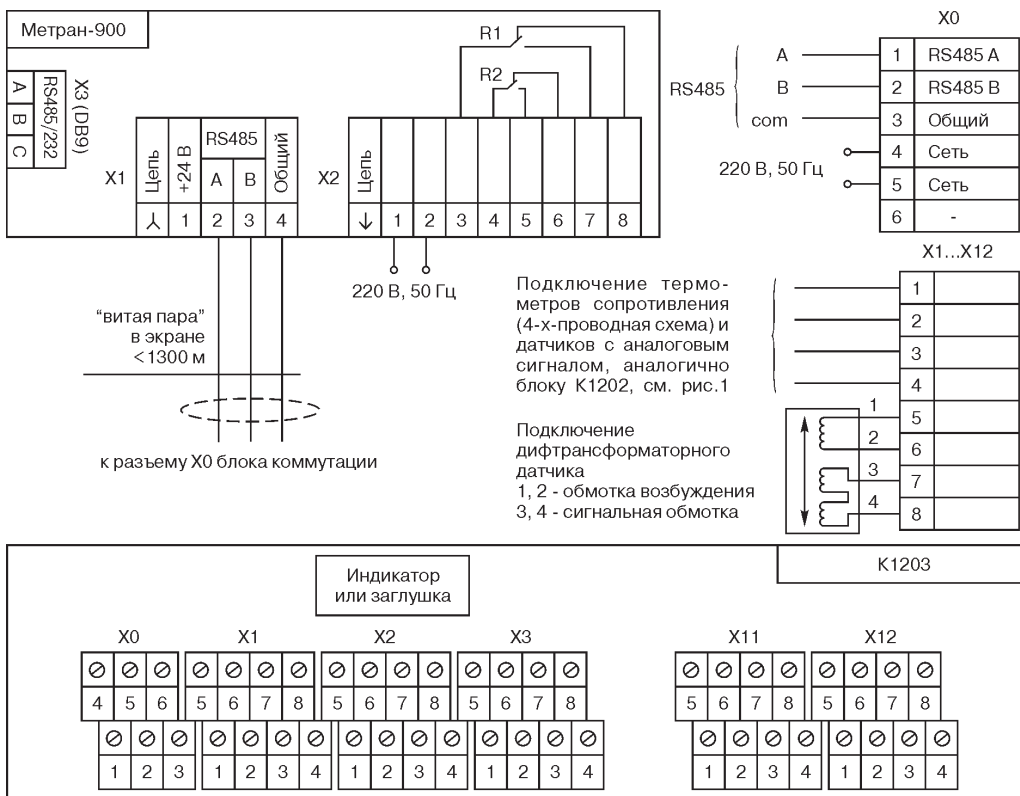 Метран-900
X3 (DB9)
RS485/232
A B C
X1
Цепь
+24 В
RS485
A B
Общий
1 2 3 4
X2
Цепь
1 2 3 4 5 6 7 8
R1
R2
220 В, 50 Гц
“витая пара”
в экране
<1300 м
к разъему X0 блока коммутации
RS485
A
B
com
220 В, 50 Гц
X0
1 RS485 A
2 RS485 B
3 Общий
4 Сеть
5 Сеть
6 -
X1...X12
1
2
3
4
5
6
7
8
Подключение термо-
метров сопротивления
(4-х-проводная схема) и
датчиков с аналоговым
сигналом, аналогично
блоку К1202, см. рис.1
Подключение
дифтрансформаторного
датчика
1, 2 - обмотка возбуждения
3, 4 - сигнальная обмотка
1
2
3
4
К1203
Индикатор
или заглушка
X0 X1 X2 X3 X11 X12
4 5 6 5 6 7 8 5 6 7 8 5 6 7 8 5 6 7 8 5 6 7 8
1 2 3 1 2 3 4 1 2 3 4 1 2 3 4 1 2 3 4 1 2 3 4